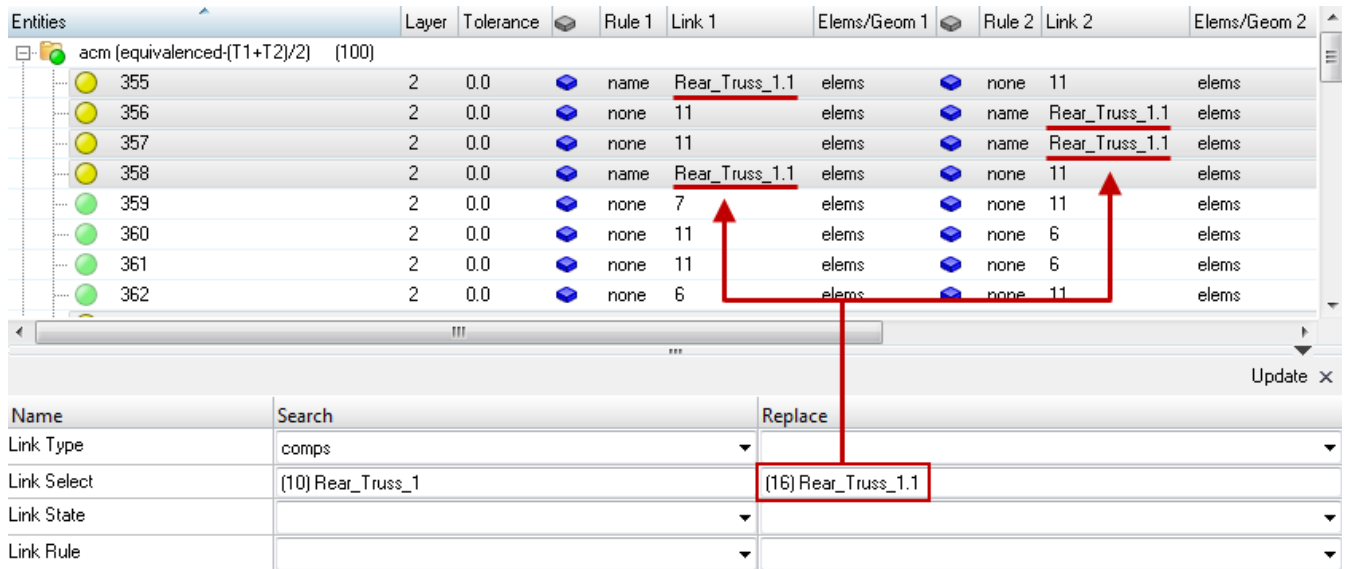 Entities Layer Tolerance Rule 1 Link 1 Elems/Geom 1 Rule 2 Link 2 Elems/Geom 2
acm (equivalenced-(T1+T2)/2) (100)
355 2 0.0 name Rear_Truss_1.1 elems none 11 elems
356 2 0.0 none 11 elems name Rear_Truss_1.1 elems
357 2 0.0 none 11 elems name Rear_Truss_1.1 elems
358 2 0.0 name Rear_Truss_1.1 elems none 11 elems
359 2 0.0 none 7 elems none 11 elems
360 2 0.0 none 11 elems none 6 elems
361 2 0.0 none 11 elems none 6 elems
362 2 0.0 none 6 elems none 11 elems
Update
Name Search Replace
Link Type comps
Link Select (10) Rear_Truss_1 (16) Rear_Truss_1.1
Link State
Link Rule